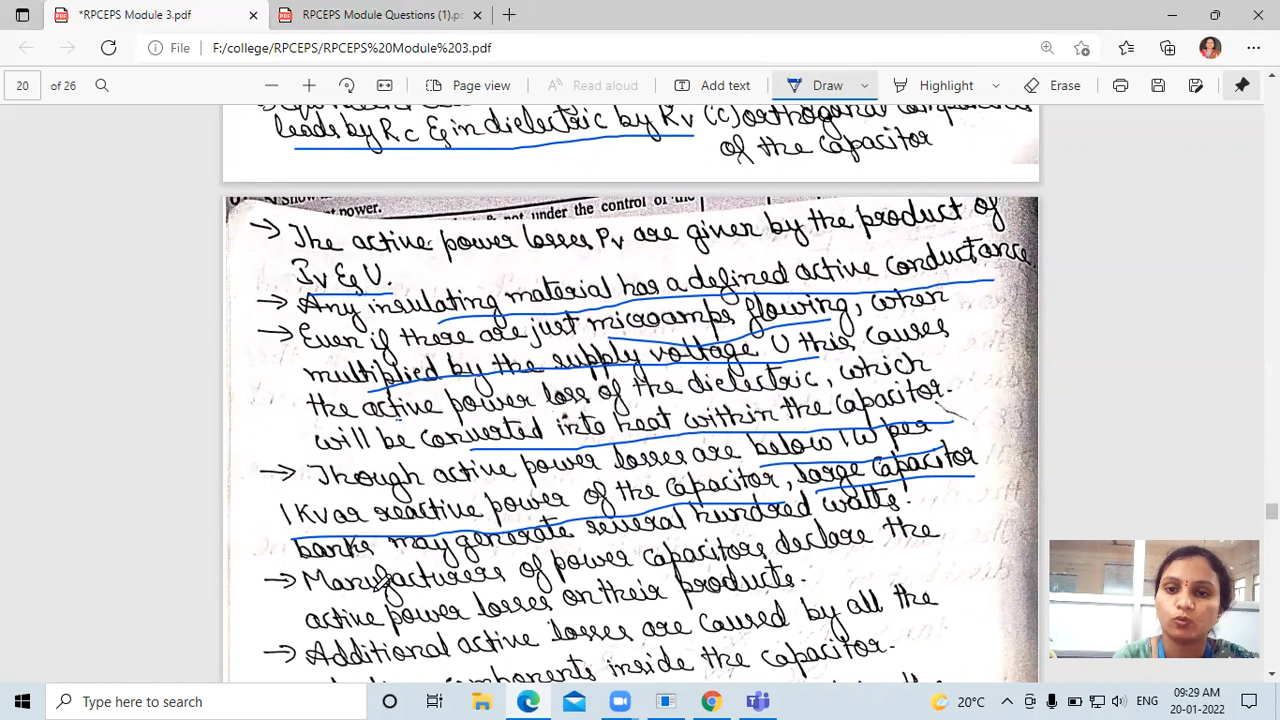 *RPCEPS Module 3.pdf
RPCEPS Module Questions (1).pd
File
F:/college/RPCEPS/RPCEPS%20Module%203.pdf
20 of 26
Page view
Read aloud
Add text
Draw
Highlight
Erase
leads by Rc & in dielectric by Rv
(c) orthogonal components
of the capacitor
not under the control of the
power.
→ The active power losses Pv are given by the product of
Iv & U.
→ Any insulating material has a defined active conductance
→ Even if there are just microamps flowing, when
multiplied by the supply voltage U this causes
the active power loss of the dielectric, which
will be converted into heat within the capacitor.
→ Though active power losses are below 1W per
1 Kvar reactive power of the capacitor, large capacitor
banks may generate several hundred watts!
→ Manufacturers of power capacitors declare the
active power losses on their products.
→ Additional active losses are caused by all the
components inside the capacitor.
Type here to search
20°C
ENG
09:29 AM
20-01-2022